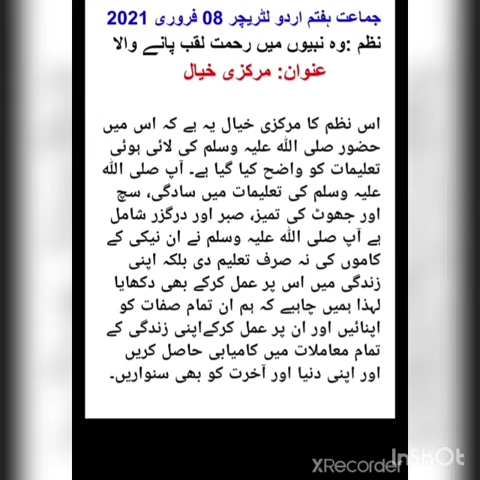 جماعت ہفتم اردو لٹریچر 08 فروری 2021
نظم :وہ نبیوں میں رحمت لقب پانے والا
عنوان: مرکزی خیال
اس نظم کا مرکزی خیال یہ ہے کہ اس میں
حضور صلی اللہ علیہ وسلم کی لائی ہوئی
تعلیمات کو واضح کیا گیا ہے۔ آپ صلی اللہ
علیہ وسلم کی تعلیمات میں سادگی، سچ
اور جھوٹ کی تمیز، صبر اور درگزر شامل
ہے آپ صلی اللہ علیہ وسلم نے ان نیکی کے
کاموں کی نہ صرف تعلیم دی بلکہ اپنی
زندگی میں اس پر عمل کرکے بھی دکھایا
لہذا ہمیں چاہیے کہ ہم ان تمام صفات کو
اپنائیں اور ان پر عمل کرکےاپنی زندگی کے
تمام معاملات میں کامیابی حاصل کریں
اور اپنی دنیا اور آخرت کو بھی سنواریں۔
InShOt
XRecorder